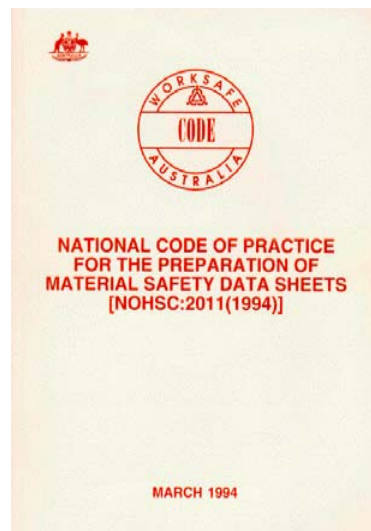 WORKSAFE
CODE
AUSTRALIA
NATIONAL CODE OF PRACTICE
FOR THE PREPARATION OF
MATERIAL SAFETY DATA SHEETS
[NOHSC:2011(1994)]
MARCH 1994